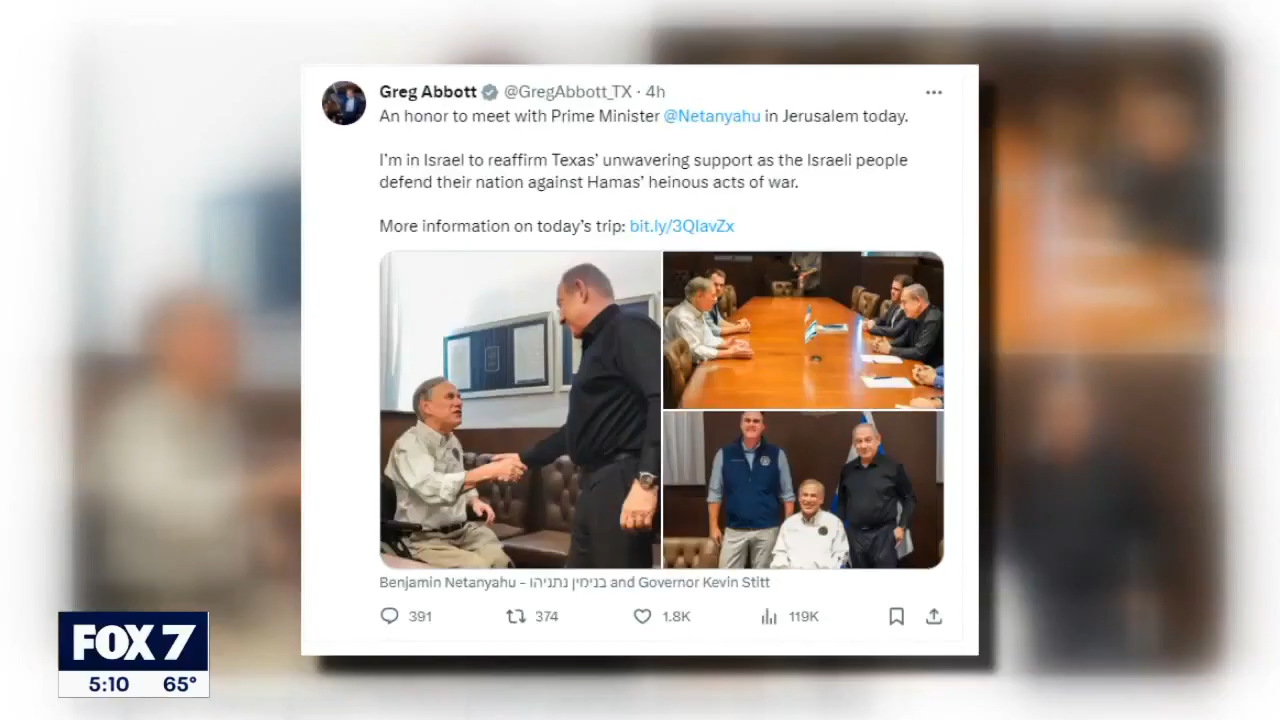 Greg Abbott @GregAbbott_TX · 4h
An honor to meet with Prime Minister @Netanyahu in Jerusalem today.
I'm in Israel to reaffirm Texas' unwavering support as the Israeli people
defend their nation against Hamas' heinous acts of war.
More information on today's trip: bit.ly/3QIavZx
Benjamin Netanyahu - בנימין נתניהו and Governor Kevin Stitt
391 374 1.8K 119K
FOX 7
5:10 65°